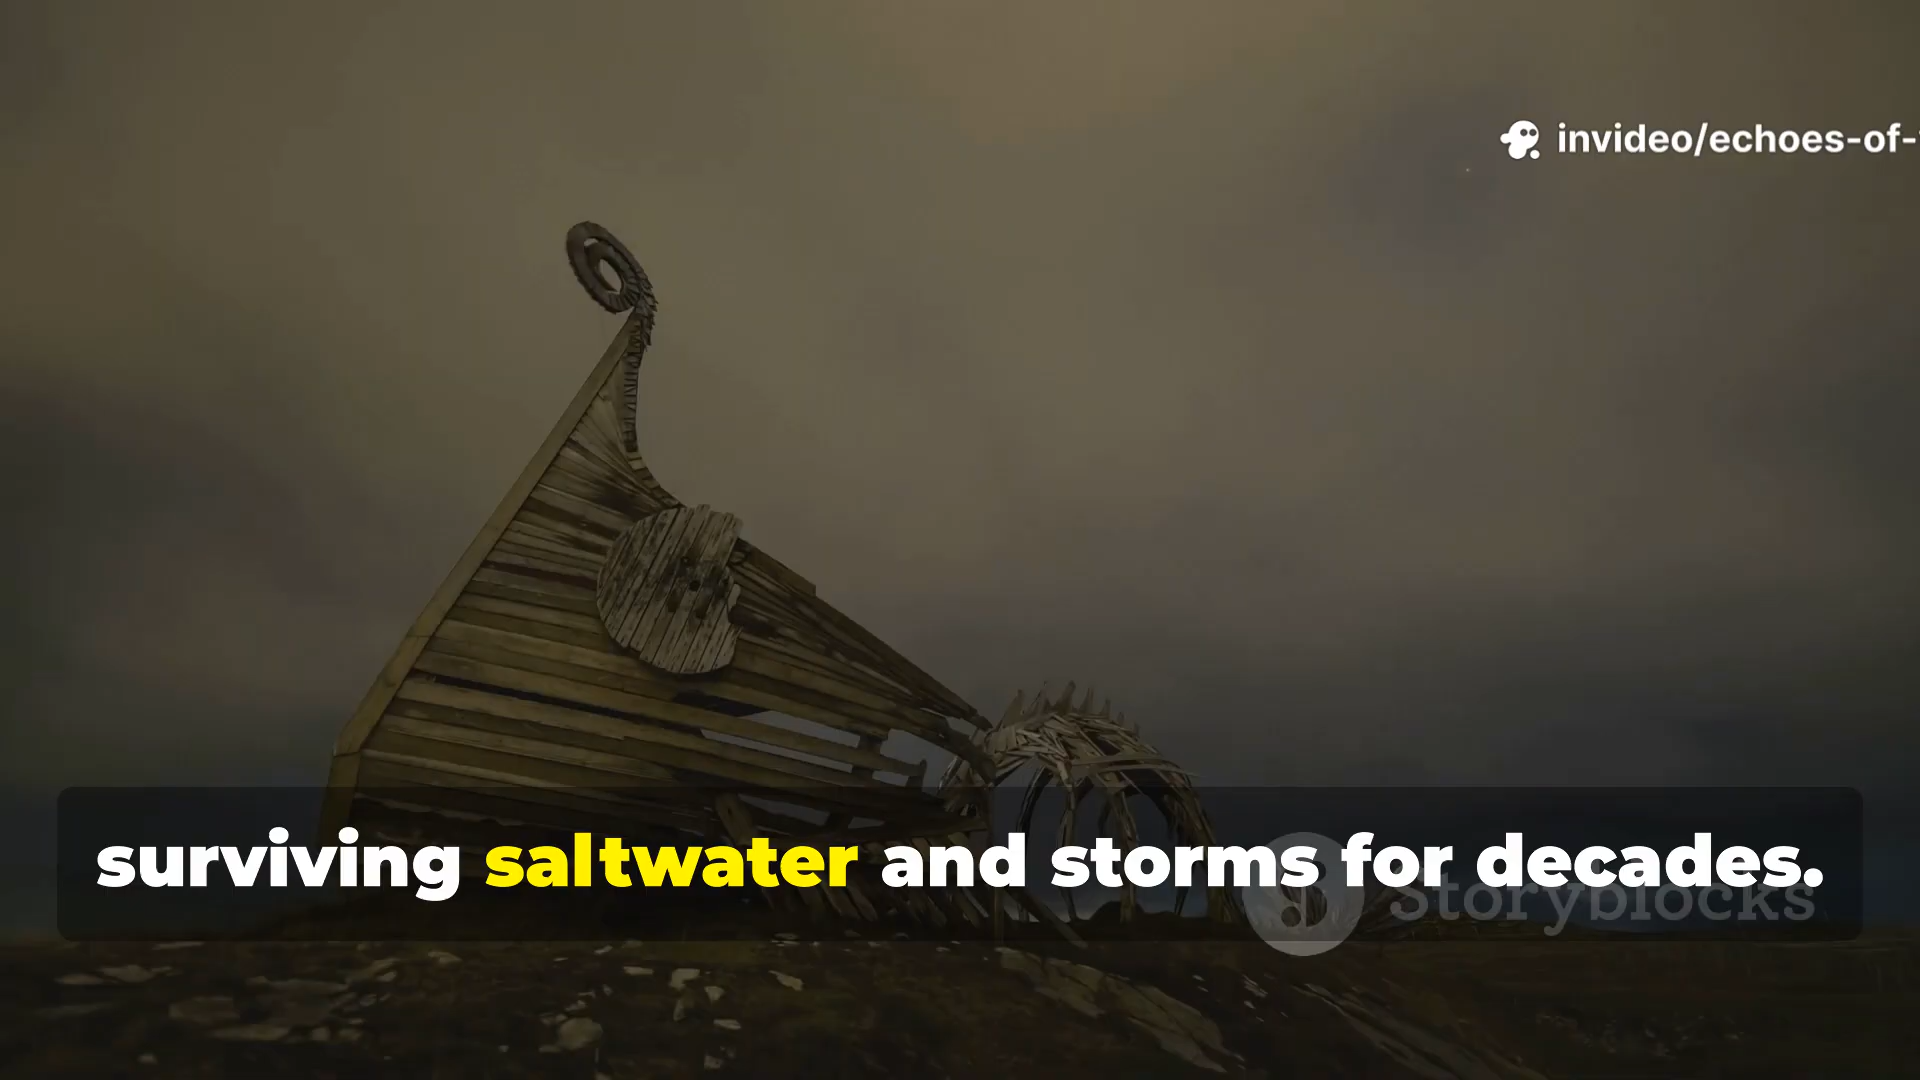 invideo/echoes-of-
surviving saltwater and storms for decades.
Storyblocks